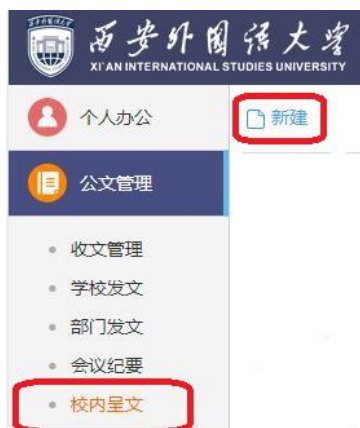 西安外国语大学
XI'AN INTERNATIONAL STUDIES UNIVERSITY
个人办公
新建
公文管理
收文管理
学校发文
部门发文
会议纪要
校内呈文